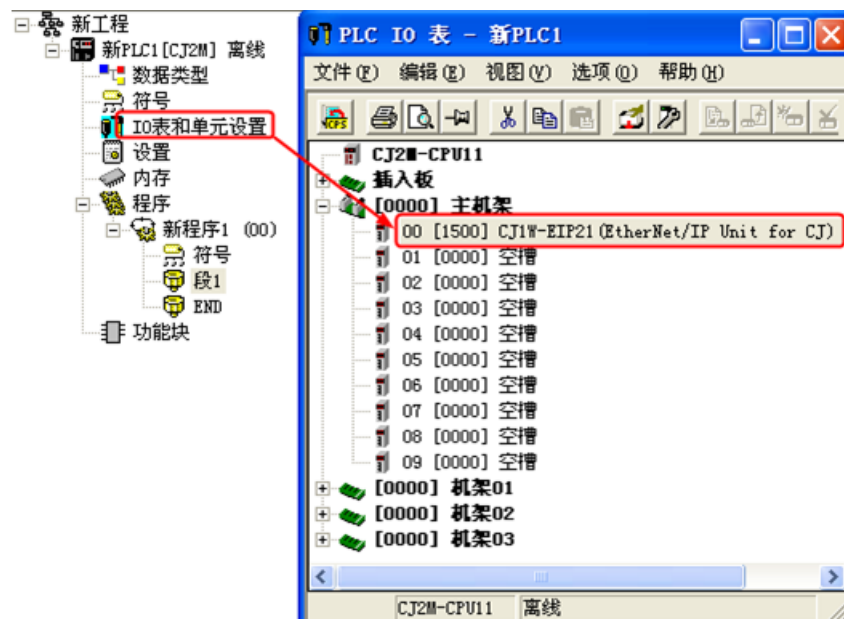 新工程
新PLC1[CJ2M] 离线
数据类型
符号
IO表和单元设置
设置
内存
程序
新程序1 (00)
符号
段1
END
功能块
PLC IO 表 - 新PLC1
文件(F) 编辑(E) 视图(V) 选项(O) 帮助(H)
CPS
CJ2M-CPU11
插入板
[0000] 主机架
00 [1500] CJ1W-EIP21(EtherNet/IP Unit for CJ)
01 [0000] 空槽
02 [0000] 空槽
03 [0000] 空槽
04 [0000] 空槽
05 [0000] 空槽
06 [0000] 空槽
07 [0000] 空槽
08 [0000] 空槽
09 [0000] 空槽
[0000] 机架01
[0000] 机架02
[0000] 机架03
CJ2M-CPU11 离线